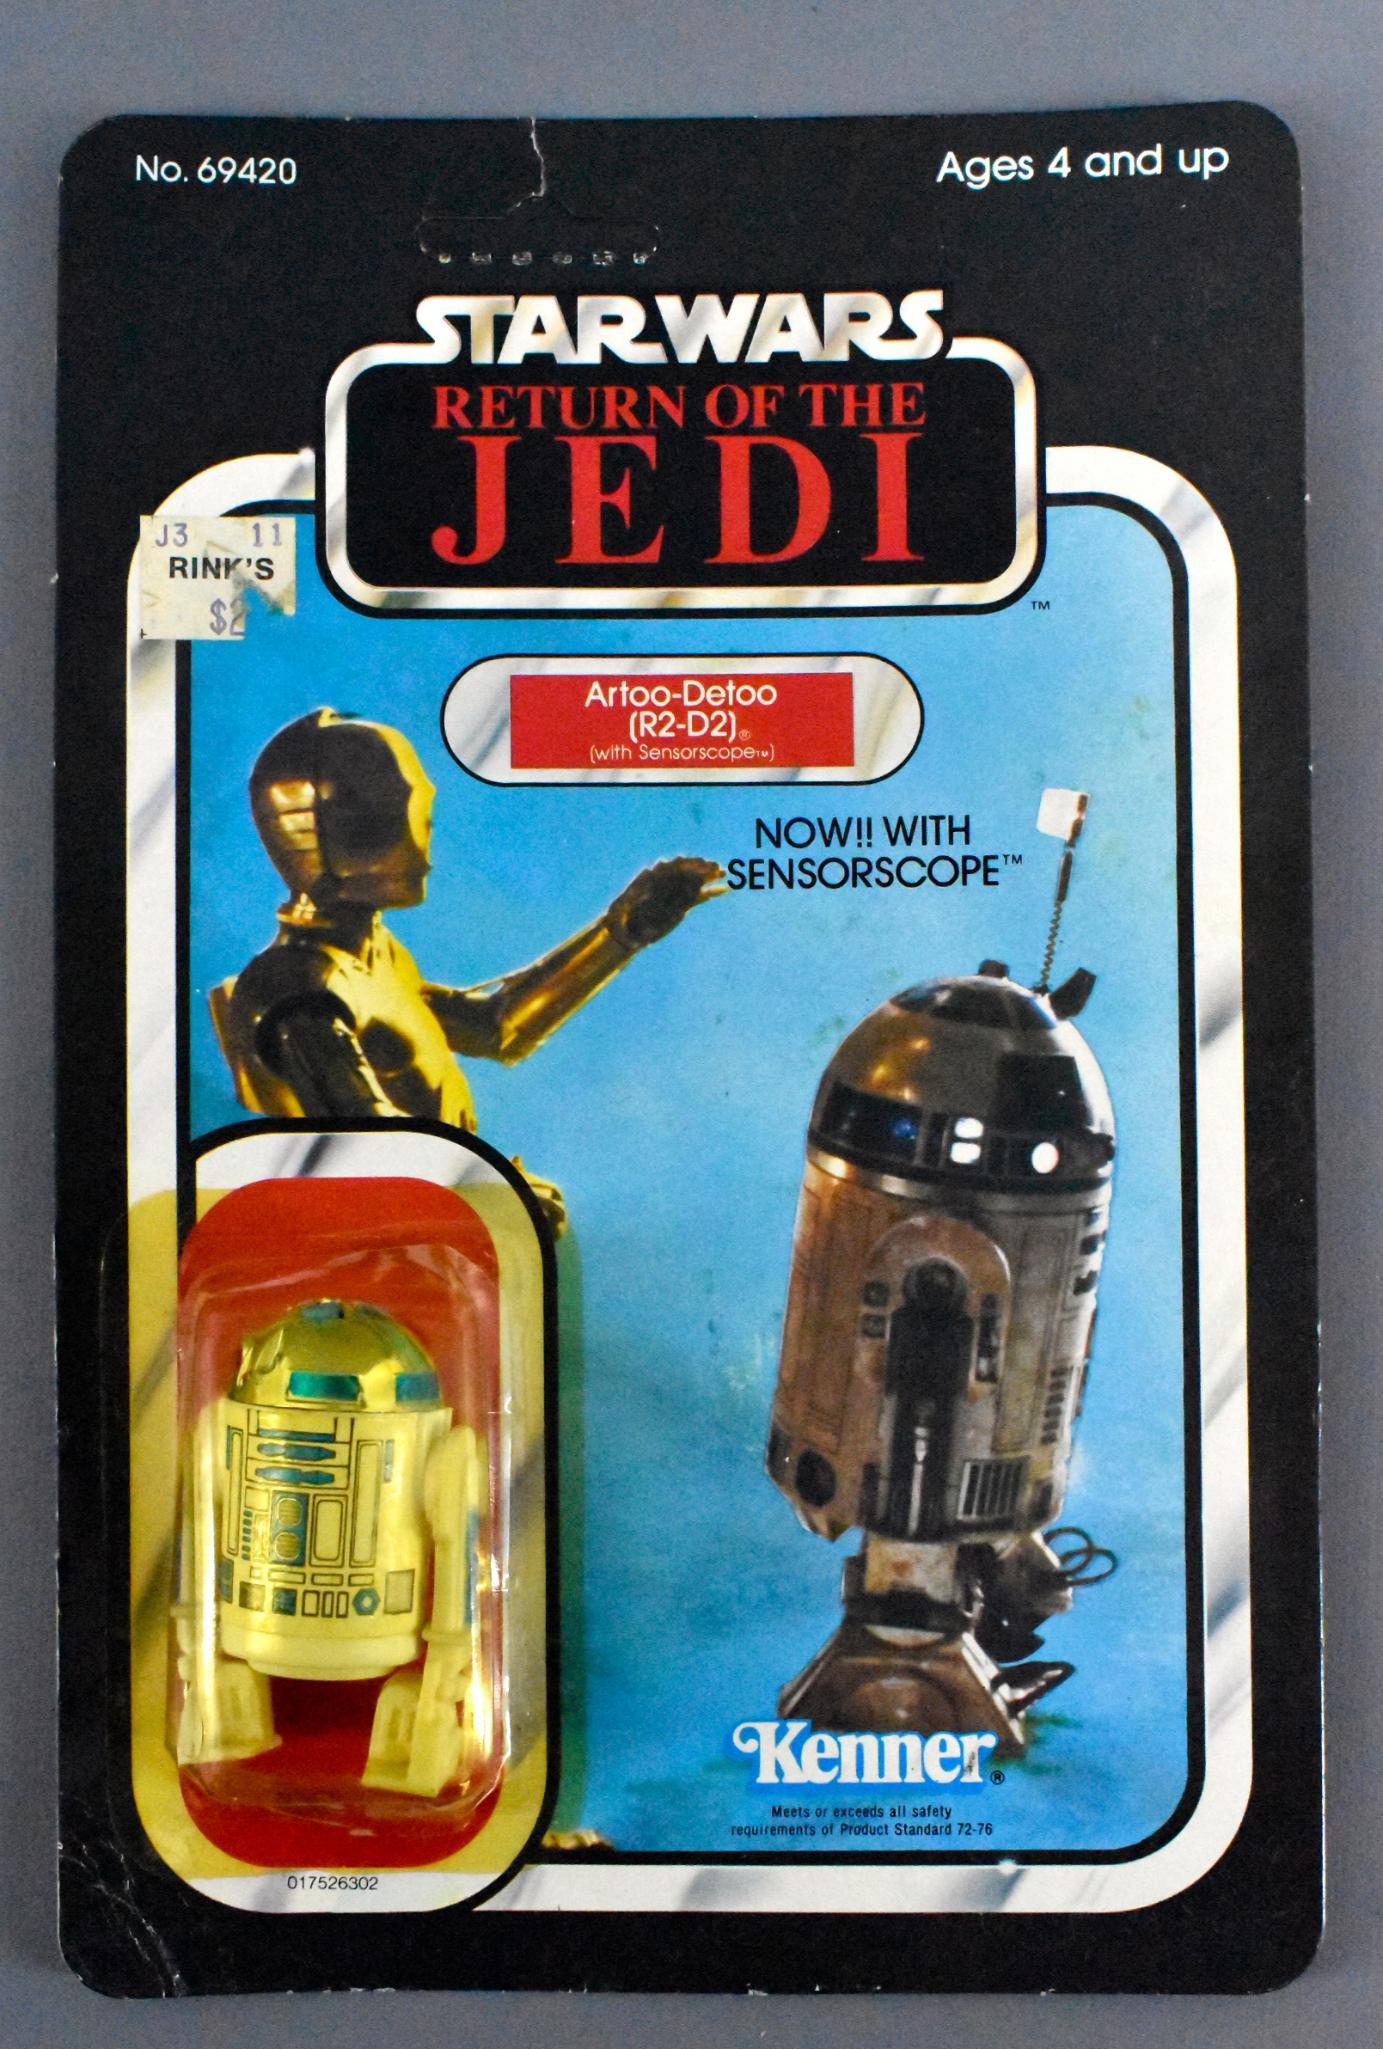 No. 69420
Ages 4 and up
STAR WARS
RETURN OF THE
JEDI
TM
J3 11
RINK'S
$2
Artoo-Detoo
(R2-D2)®
(with Sensorscope™)
NOW!! WITH
SENSORSCOPE™
Kenner®
Meets or exceeds all safety
requirements of Product Standard 72-76
017526302